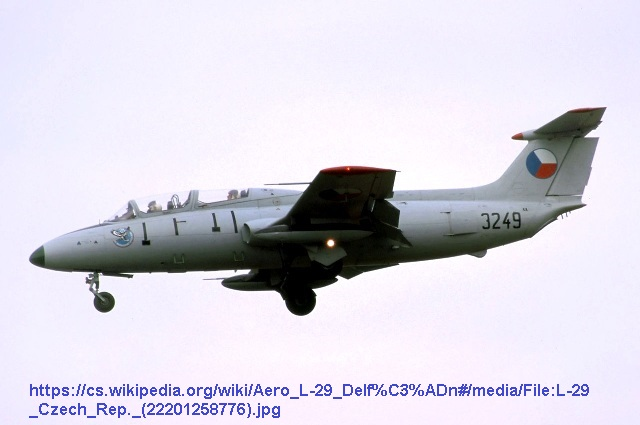 3249
https://cs.wikipedia.org/wiki/Aero_L-29_Delf%C3%ADn#/media/File:L-29
_Czech_Rep._(22201258776).jpg